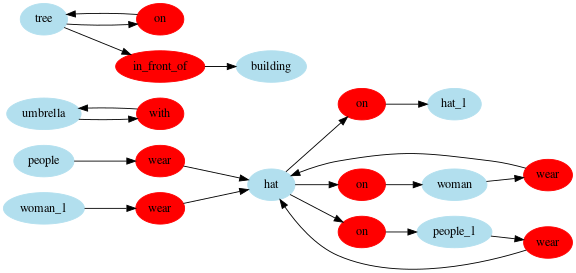 tree
on
in_front_of
building
umbrella
with
on
hat_1
people
wear
wear
hat
on
woman
woman_1
wear
on
people_1
wear